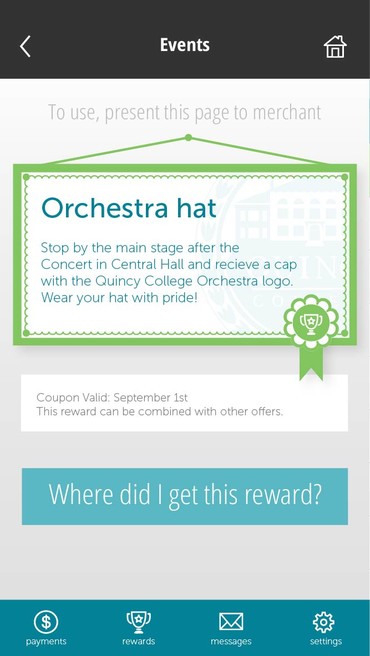 Events
To use, present this page to merchant
Orchestra hat
Stop by the main stage after the
Concert in Central Hall and recieve a cap
with the Quincy College Orchestra logo.
Wear your hat with pride!
Coupon Valid: September 1st
This reward can be combined with other offers.
Where did I get this reward?
payments rewards messages settings